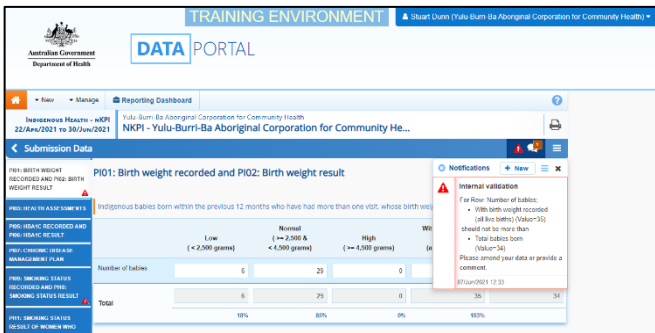 TRAINING ENVIRONMENT
Stuart Dunn (Yulu-Burri-Ba Aboriginal Corporation for Community Health)
Australian Government
Department of Health
DATA PORTAL
New
Manage
Reporting Dashboard
INDIGENOUS HEALTH - NKPI
22/APR/2021 TO 30/JUN/2021
Yulu-Burri-Ba Aboriginal Corporation for Community Health
NKPI - Yulu-Burri-Ba Aboriginal Corporation for Community He...
Submission Data
PI01: BIRTH WEIGHT
RECORDED AND PI02: BIRTH
WEIGHT RESULT
PI03: HEALTH ASSESSMENTS
PI05: HBA1C RECORDED AND
PI06: HBA1C RESULT
PI07: CHRONIC DISEASE
MANAGEMENT PLAN
PI09: SMOKING STATUS
RECORDED AND PI10:
SMOKING STATUS RESULT
PI11: SMOKING STATUS
RESULT OF WOMEN WHO
PI01: Birth weight recorded and PI02: Birth weight result
Indigenous babies born within the previous 12 months who have had more than one visit, whose birth
Low
(< 2,500 grams)
Normal
( >= 2,500 &
< 4,500 grams)
High
( >= 4,500 grams)
Number of babies
6
29
0
Total
6
29
0
35
34
18%
85%
0%
103%
Notifications
+ New
Internal validation
For Row: Number of babies;
• With birth weight recorded
(all live births) (Value=35)
should not be more than
• Total babies born
(Value=34)
Please amend your data or provide a
comment.
07/Jun/2021 12:33